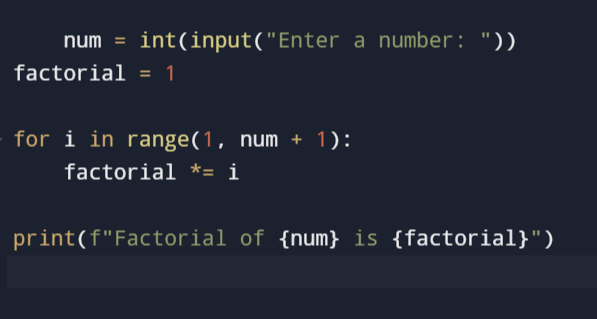 num = int(input("Enter a number: "))
factorial = 1
for i in range(1, num + 1):
    factorial *= i
print(f"Factorial of {num} is {factorial}")